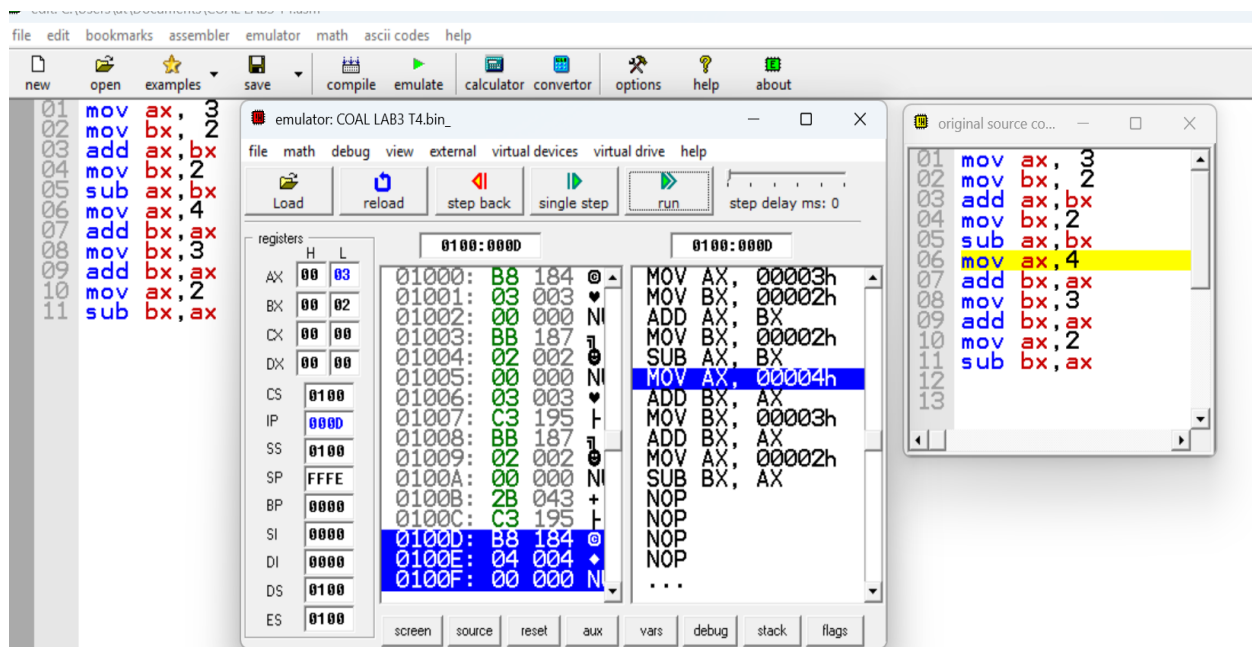 file edit bookmarks assembler emulator math ascii codes help
new open examples save compile emulate calculator convertor options help about
01 mov ax, 3
02 mov bx, 2
03 add ax,bx
04 mov bx,2
05 sub ax,bx
06 mov ax,4
07 add bx,ax
08 mov bx,3
09 add bx,ax
10 mov ax,2
11 sub bx,ax
emulator: COAL LAB3 T4.bin_
file math debug view external virtual devices virtual drive help
Load reload step back single step run step delay ms: 0
registers
H L
AX 00 03
BX 00 02
CX 00 00
DX 00 00
CS 0100
IP 000D
SS 0100
SP FFFE
BP 0000
SI 0000
DI 0000
DS 0100
ES 0100
0100:000D
01000: B8 184
01001: 03 003 ♥
01002: 00 000 NU
01003: BB 187 ╗
01004: 02 002 ☻
01005: 00 000 NU
01006: 03 003 ♥
01007: C3 195 ├
01008: BB 187 ╗
01009: 02 002 ☻
0100A: 00 000 NU
0100B: 2B 043 +
0100C: C3 195 ├
0100D: B8 184
0100E: 04 004 ♦
0100F: 00 000 NU
0100:000D
MOV AX, 00003h
MOV BX, 00002h
ADD AX, BX
MOV BX, 00002h
SUB AX, BX
MOV AX, 00004h
ADD BX, AX
MOV BX, 00003h
ADD BX, AX
MOV AX, 00002h
SUB BX, AX
NOP
NOP
NOP
NOP
...
screen source reset aux vars debug stack flags
original source co...
01 mov ax, 3
02 mov bx, 2
03 add ax,bx
04 mov bx,2
05 sub ax,bx
06 mov ax,4
07 add bx,ax
08 mov bx,3
09 add bx,ax
10 mov ax,2
11 sub bx,ax
12
13